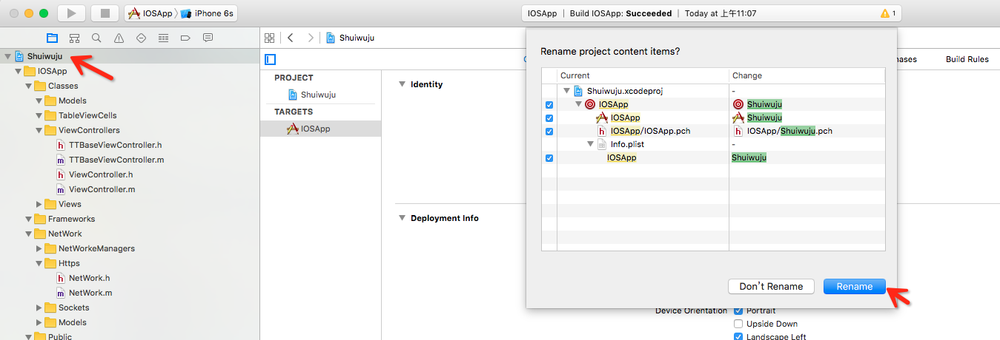 IOSApp
iPhone 6s
IOSApp | Build IOSApp: Succeeded | Today at 上午11:07
1
Shuiwuju
IOSApp
Classes
Models
TableViewCells
ViewControllers
TTBaseViewController.h
TTBaseViewController.m
ViewController.h
ViewController.m
Views
Frameworks
NetWork
NetWorkeManagers
Https
NetWork.h
NetWork.m
Sockets
Models
Public
Shuiwuju
PROJECT
Shuiwuju
TARGETS
IOSApp
Identity
Deployment Info
Build Rules
Rename project content items?
Current Change
Shuiwuju.xcodeproj -
IOSApp Shuiwuju
IOSApp Shuiwuju
IOSApp/IOSApp.pch IOSApp/Shuiwuju.pch
Info.plist -
IOSApp Shuiwuju
Don't Rename Rename
Device Orientation Portrait
Upside Down
Landscape Left